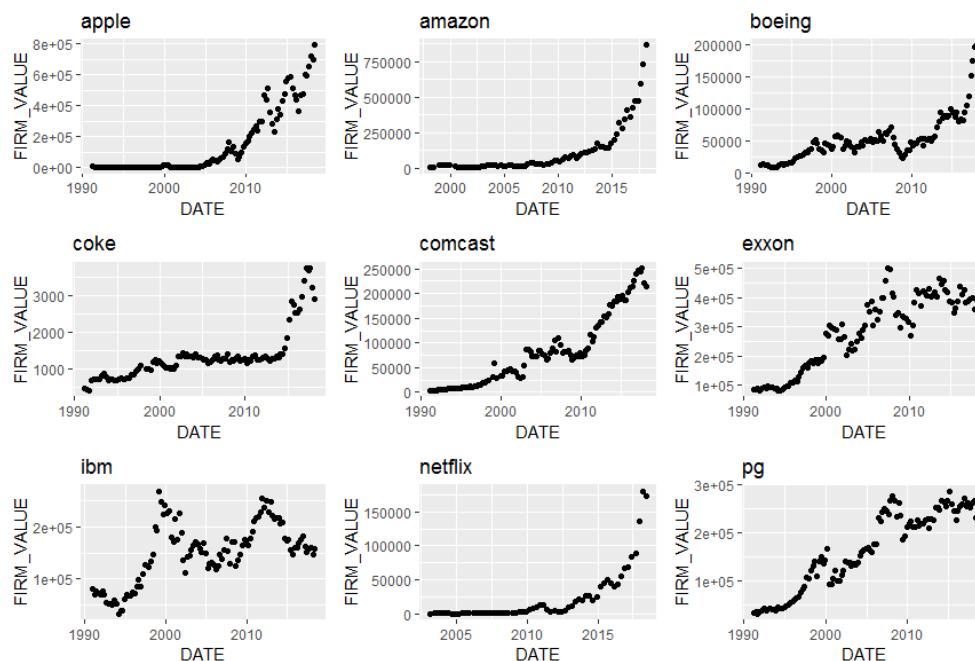 apple
FIRM_VALUE
8e+05
6e+05
4e+05
2e+05
0e+00
1990 2000 2010
DATE
amazon
FIRM_VALUE
750000
500000
250000
0
2000 2005 2010 2015
DATE
boeing
FIRM_VALUE
200000
150000
100000
50000
0
1990 2000 2010
DATE
coke
FIRM_VALUE
3000
2000
1000
1990 2000 2010
DATE
comcast
FIRM_VALUE
250000
200000
150000
100000
50000
0
1990 2000 2010
DATE
exxon
FIRM_VALUE
5e+05
4e+05
3e+05
2e+05
1e+05
1990 2000 2010
DATE
ibm
FIRM_VALUE
2e+05
1e+05
1990 2000 2010
DATE
netflix
FIRM_VALUE
150000
100000
50000
0
2005 2010 2015
DATE
pg
FIRM_VALUE
3e+05
2e+05
1e+05
1990 2000 2010
DATE